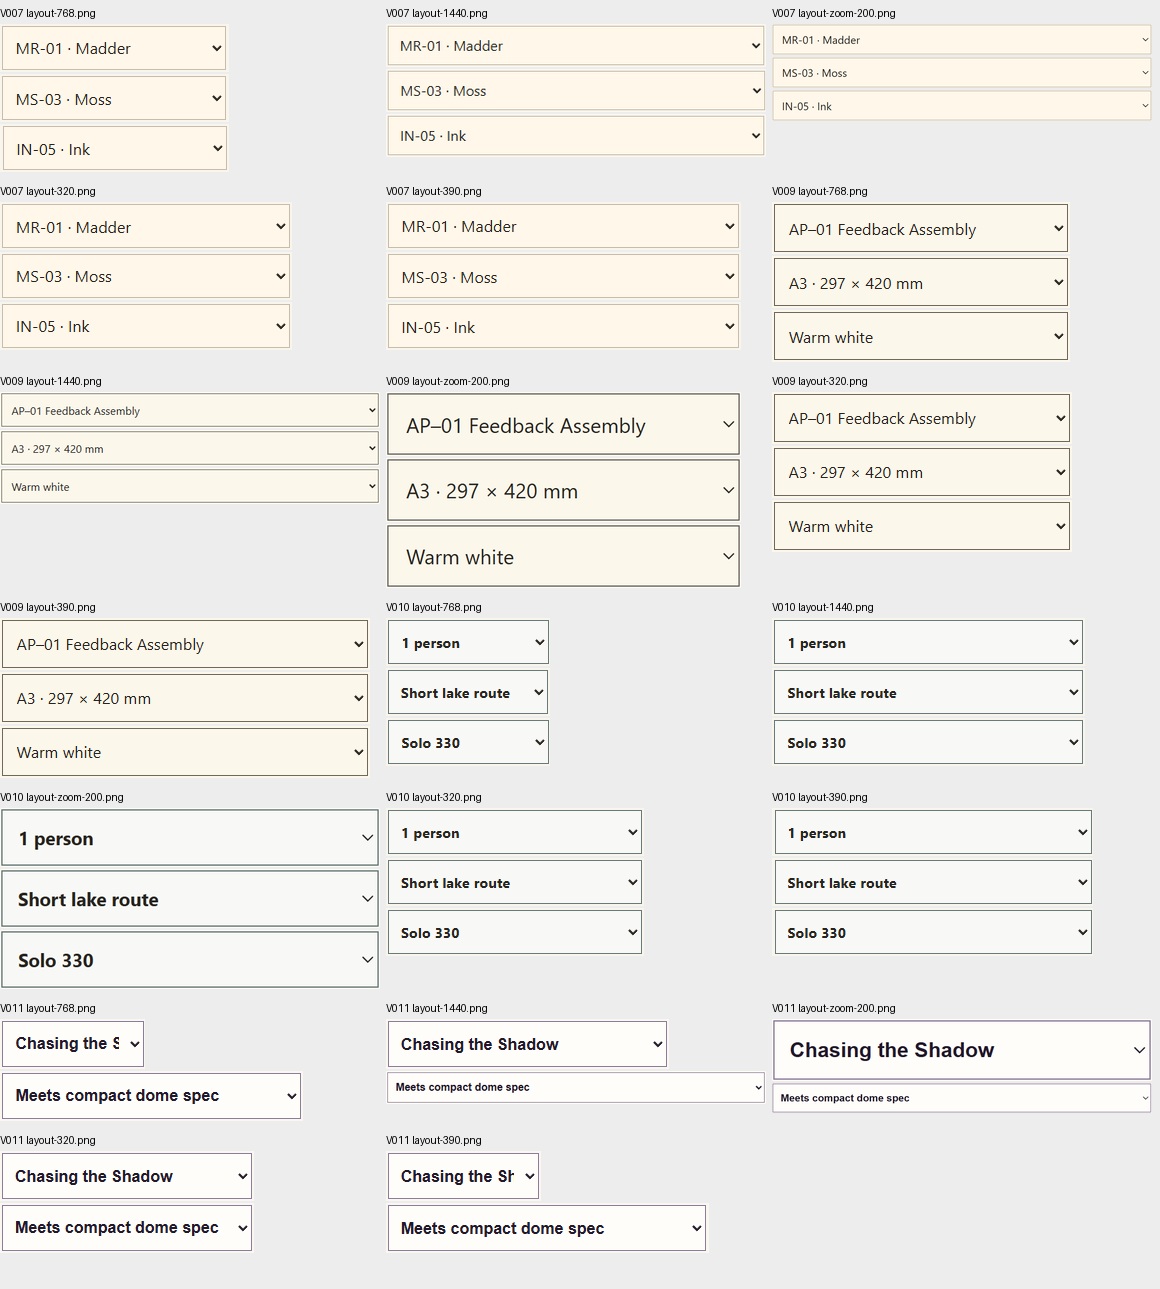 V007 layout-768.png
MR-01 · Madder
MS-03 · Moss
IN-05 · Ink
V007 layout-1440.png
MR-01 · Madder
MS-03 · Moss
IN-05 · Ink
V007 layout-zoom-200.png
MR-01 · Madder
MS-03 · Moss
IN-05 · Ink
V007 layout-320.png
MR-01 · Madder
MS-03 · Moss
IN-05 · Ink
V007 layout-390.png
MR-01 · Madder
MS-03 · Moss
IN-05 · Ink
V009 layout-768.png
AP–01 Feedback Assembly
A3 · 297 × 420 mm
Warm white
V009 layout-1440.png
AP–01 Feedback Assembly
A3 · 297 × 420 mm
Warm white
V009 layout-zoom-200.png
AP–01 Feedback Assembly
A3 · 297 × 420 mm
Warm white
V009 layout-320.png
AP–01 Feedback Assembly
A3 · 297 × 420 mm
Warm white
V009 layout-390.png
AP–01 Feedback Assembly
A3 · 297 × 420 mm
Warm white
V010 layout-768.png
1 person
Short lake route
Solo 330
V010 layout-1440.png
1 person
Short lake route
Solo 330
V010 layout-zoom-200.png
1 person
Short lake route
Solo 330
V010 layout-320.png
1 person
Short lake route
Solo 330
V010 layout-390.png
1 person
Short lake route
Solo 330
V011 layout-768.png
Chasing the S
Meets compact dome spec
V011 layout-1440.png
Chasing the Shadow
Meets compact dome spec
V011 layout-zoom-200.png
Chasing the Shadow
Meets compact dome spec
V011 layout-320.png
Chasing the Shadow
Meets compact dome spec
V011 layout-390.png
Chasing the Sh
Meets compact dome spec